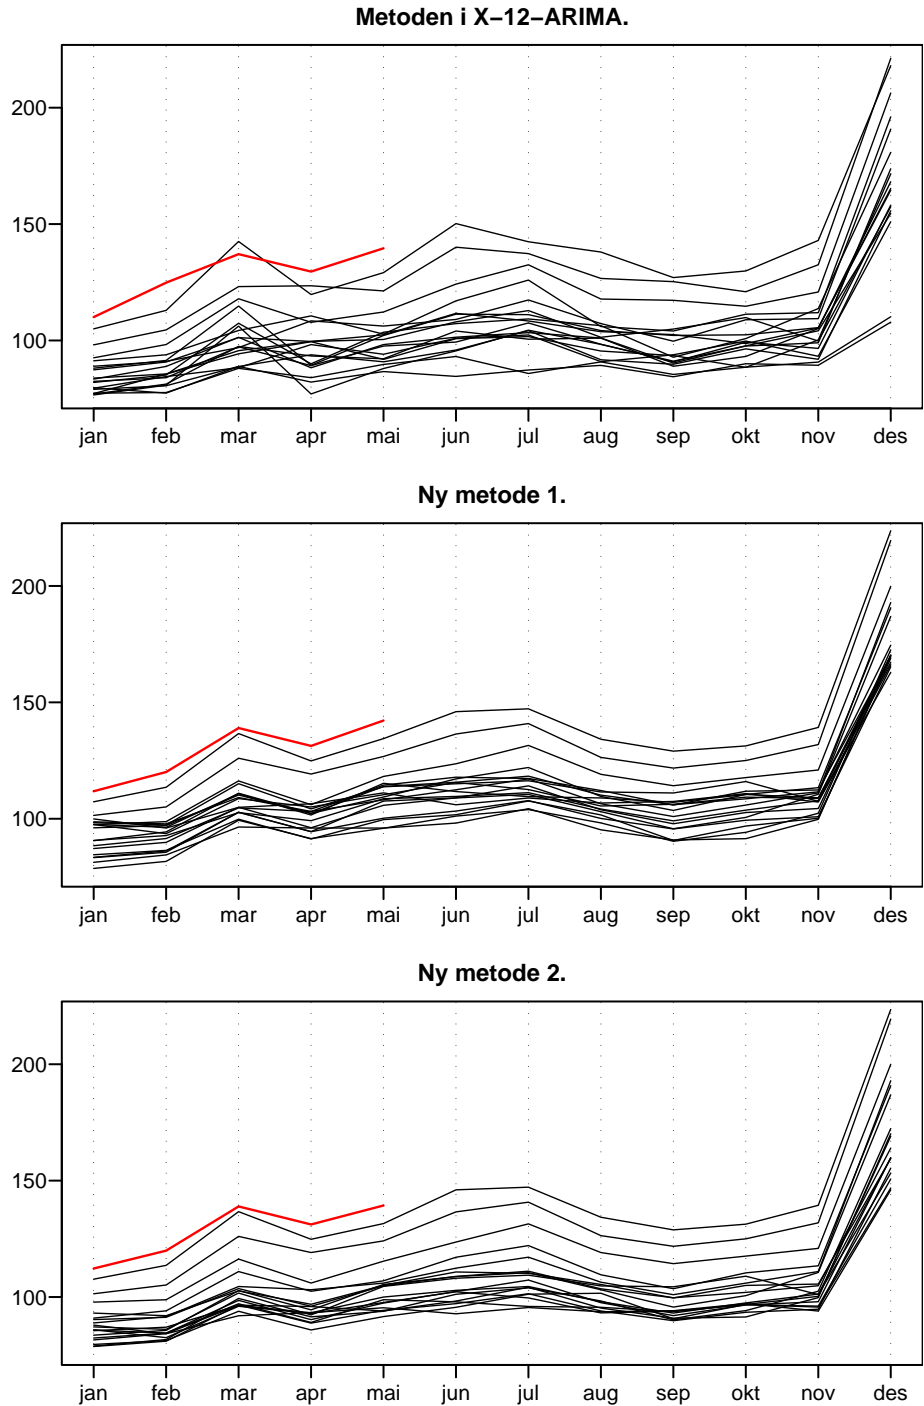 Metoden i X−12−ARIMA.
200
150
100
jan feb mar apr mai jun jul aug sep okt nov des
Ny metode 1.
200
150
100
jan feb mar apr mai jun jul aug sep okt nov des
Ny metode 2.
200
150
100
jan feb mar apr mai jun jul aug sep okt nov des